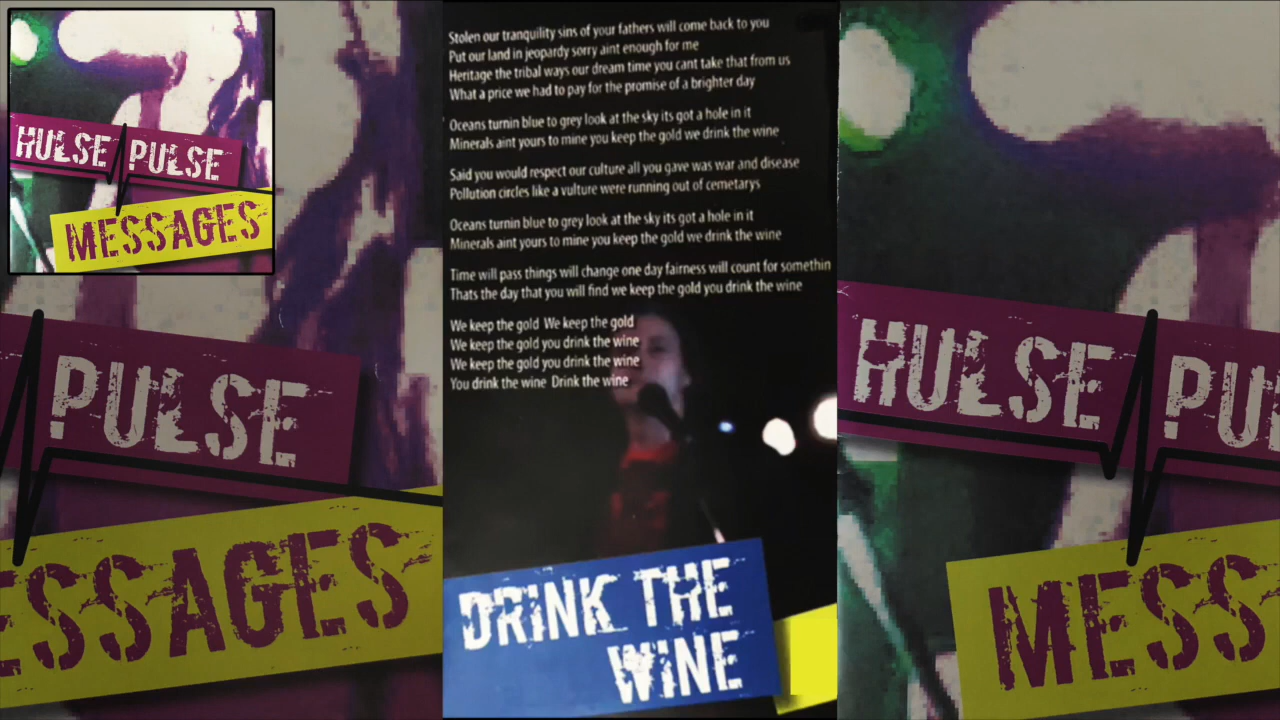 HULSE PULSE
MESSAGES
PULSE
ESSAGES
Stolen our tranquility sins of your fathers will come back to you
Put our land in jeopardy sorry aint enough for me
Heritage the tribal ways our dream time you cant take that from us
What a price we had to pay for the promise of a brighter day
Oceans turnin blue to grey look at the sky its got a hole in it
Minerals aint yours to mine you keep the gold we drink the wine
Said you would respect our culture all you gave was war and disease
Pollution circles like a vulture were running out of cemetarys
Oceans turnin blue to grey look at the sky its got a hole in it
Minerals aint yours to mine you keep the gold we drink the wine
Time will pass things will change one day fairness will count for somethin
Thats the day that you will find we keep the gold you drink the wine
We keep the gold We keep the gold
We keep the gold you drink the wine
We keep the gold you drink the wine
You drink the wine Drink the wine
DRINK THE
WINE
HULSE PU
MESS